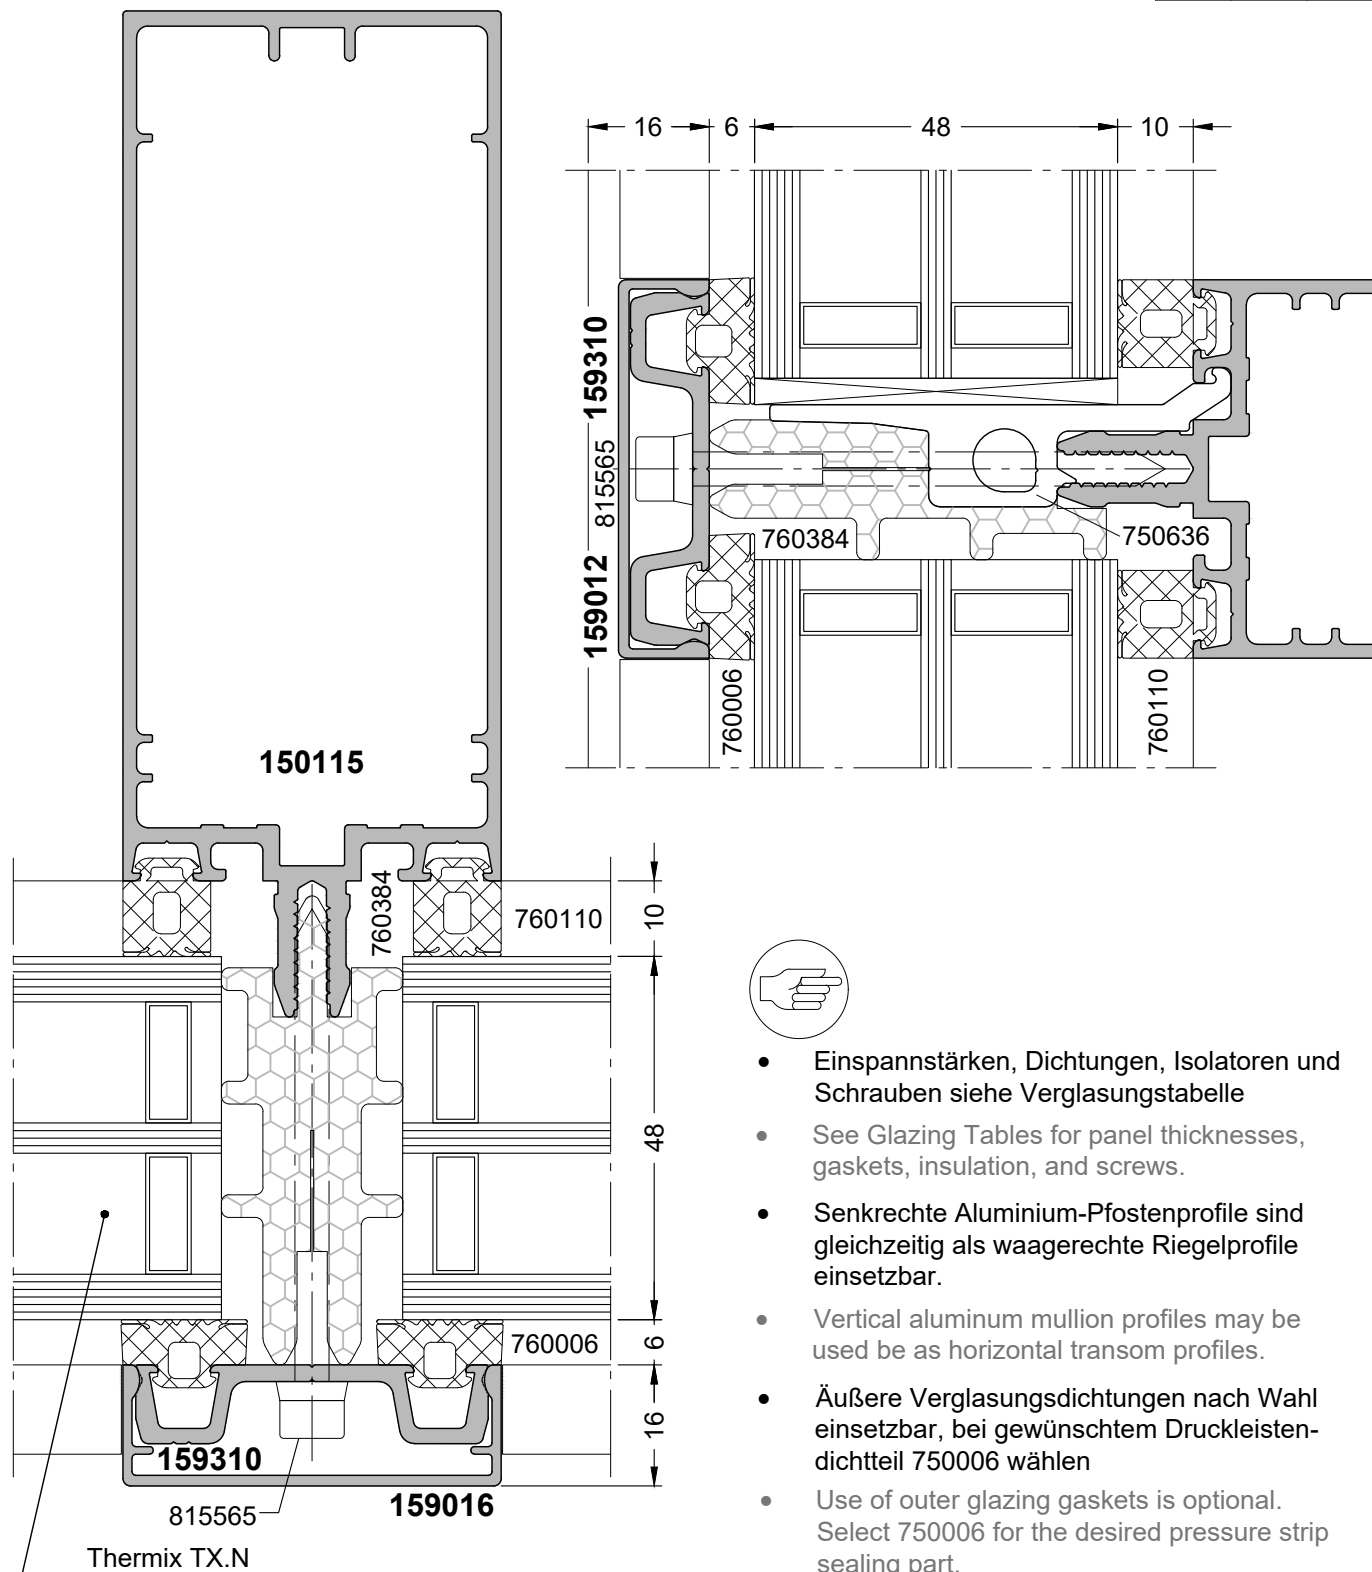 16
6
48
10
159310
815565
159012
760384
750636
760006
760110
150115
760384
760110
10
48
760006
6
16
159310
815565
159016
Thermix TX.N
• Einspannstärken, Dichtungen, Isolatoren und
Schrauben siehe Verglasungstabelle
• See Glazing Tables for panel thicknesses,
gaskets, insulation, and screws.
• Senkrechte Aluminium-Pfostenprofile sind
gleichzeitig als waagerechte Riegelprofile
einsetzbar.
• Vertical aluminum mullion profiles may be
used be as horizontal transom profiles.
• Äußere Verglasungsdichtungen nach Wahl
einsetzbar, bei gewünschtem Druckleisten-
dichtteil 750006 wählen
• Use of outer glazing gaskets is optional.
Select 750006 for the desired pressure strip
sealing part.